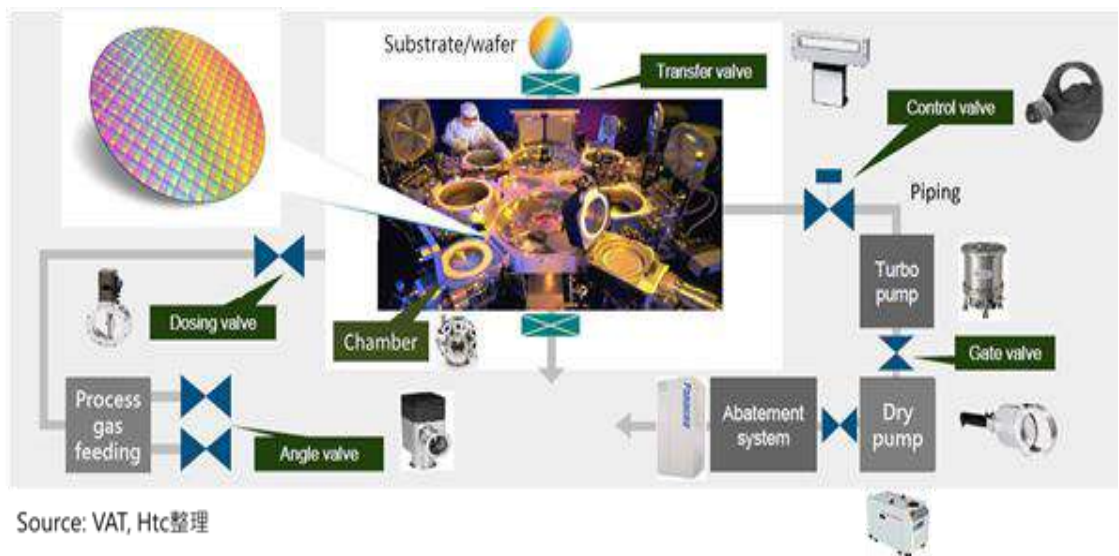 Substrate/wafer
Transfer valve
Control valve
Piping
Turbo
pump
Dosing valve
Chamber
Gate valve
Process
gas
feeding
Angle valve
Abatement
system
Dry
pump
Source: VAT, Htc整理